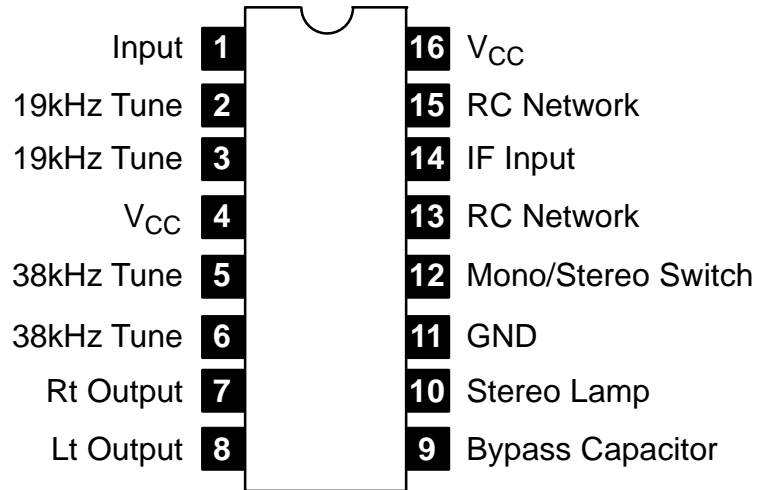 Input 1 16 VCC
19kHz Tune 2 15 RC Network
19kHz Tune 3 14 IF Input
VCC 4 13 RC Network
38kHz Tune 5 12 Mono/Stereo Switch
38kHz Tune 6 11 GND
Rt Output 7 10 Stereo Lamp
Lt Output 8 9 Bypass Capacitor